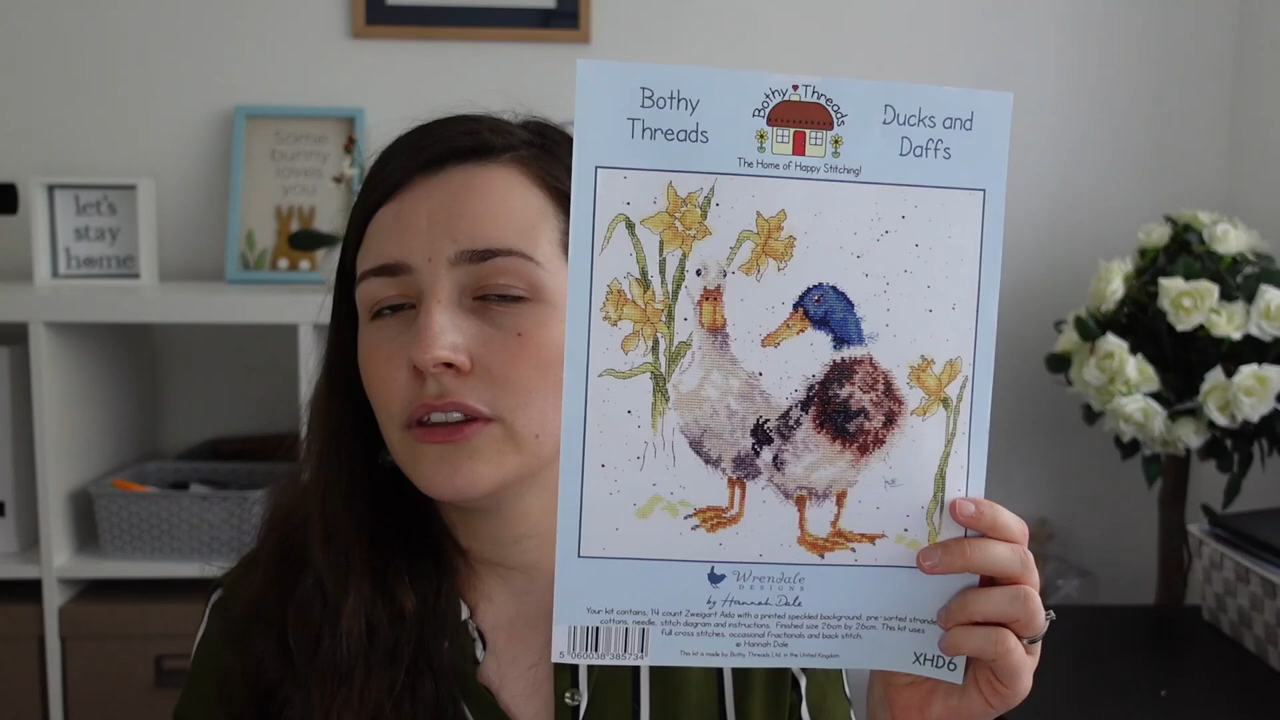 Some
bunny
loves
you
let's
stay
home
Bothy
Threads
Bothy Threads
The Home of Happy Stitching!
Ducks and
Daffs
Wrendale
DESIGNS
by Hannah Dale
Your kit contains: 14 count Zweigart Aida with a printed speckled background, pre-sorted strande
cottons, needle, stitch diagram and instructions. Finished size 26cm by 26cm. This kit uses
full cross stitches, occasional fractionals and back stitch.
© Hannah Dale
This kit is made by Bothy Threads Ltd. in the United Kingdom
5 060038 385734
XHD6